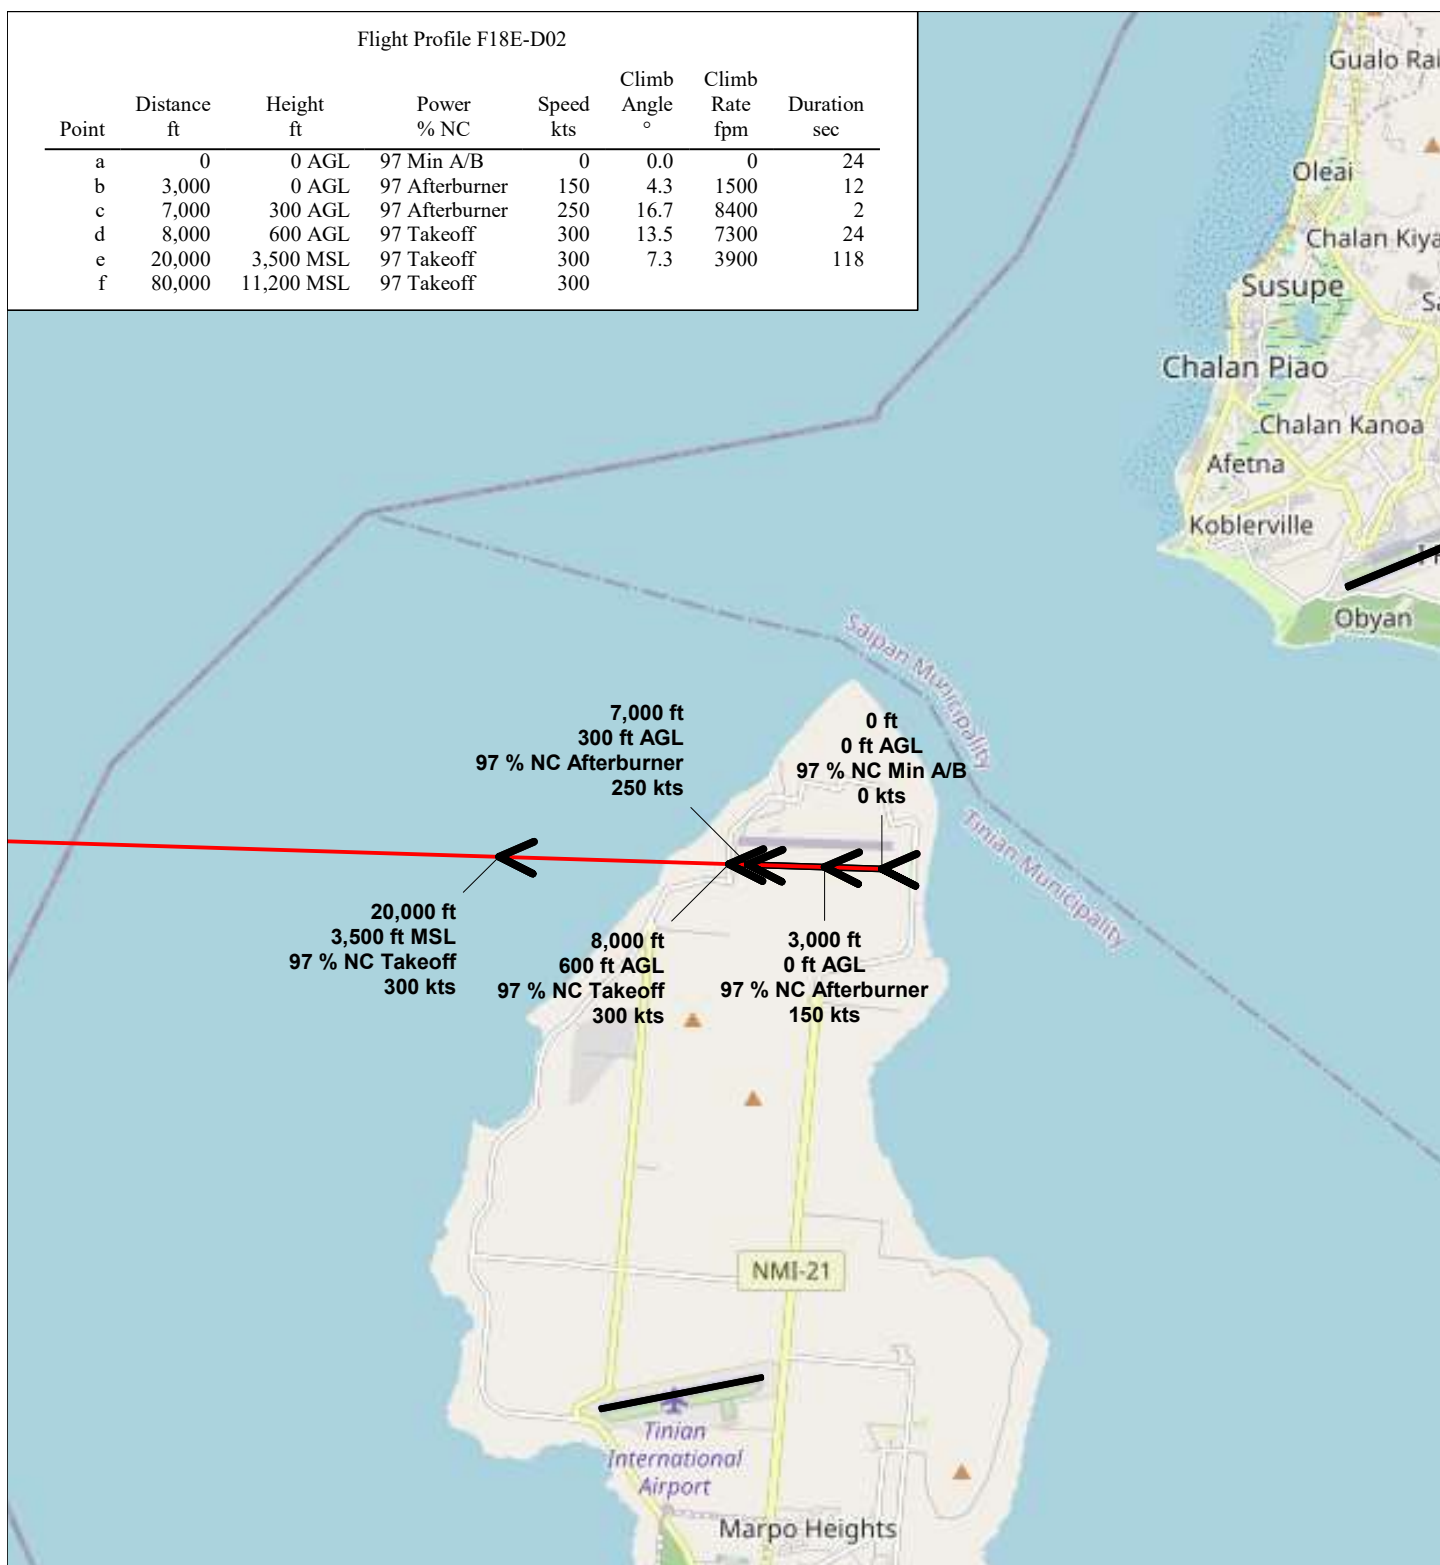 Flight Profile F18E-D02
Climb Climb
Distance Height Power Speed Angle Rate Duration
Point ft ft % NC kts ° fpm sec
a 0 0 AGL 97 Min A/B 0 0.0 0 24
b 3,000 0 AGL 97 Afterburner 150 4.3 1500 12
c 7,000 300 AGL 97 Afterburner 250 16.7 8400 2
d 8,000 600 AGL 97 Takeoff 300 13.5 7300 24
e 20,000 3,500 MSL 97 Takeoff 300 7.3 3900 118
f 80,000 11,200 MSL 97 Takeoff 300
Gualo Rai
Oleai
Chalan Kiya
Susupe
Chalan Piao
Chalan Kanoa
Afetna
Koblerville
Obyan
Saipan Municipality
Tinian Municipality
7,000 ft
300 ft AGL
97 % NC Afterburner
250 kts
0 ft
0 ft AGL
97 % NC Min A/B
0 kts
20,000 ft
3,500 ft MSL
97 % NC Takeoff
300 kts
8,000 ft
600 ft AGL
97 % NC Takeoff
300 kts
3,000 ft
0 ft AGL
97 % NC Afterburner
150 kts
NMI-21
Tinian
International
Airport
Marpo Heights